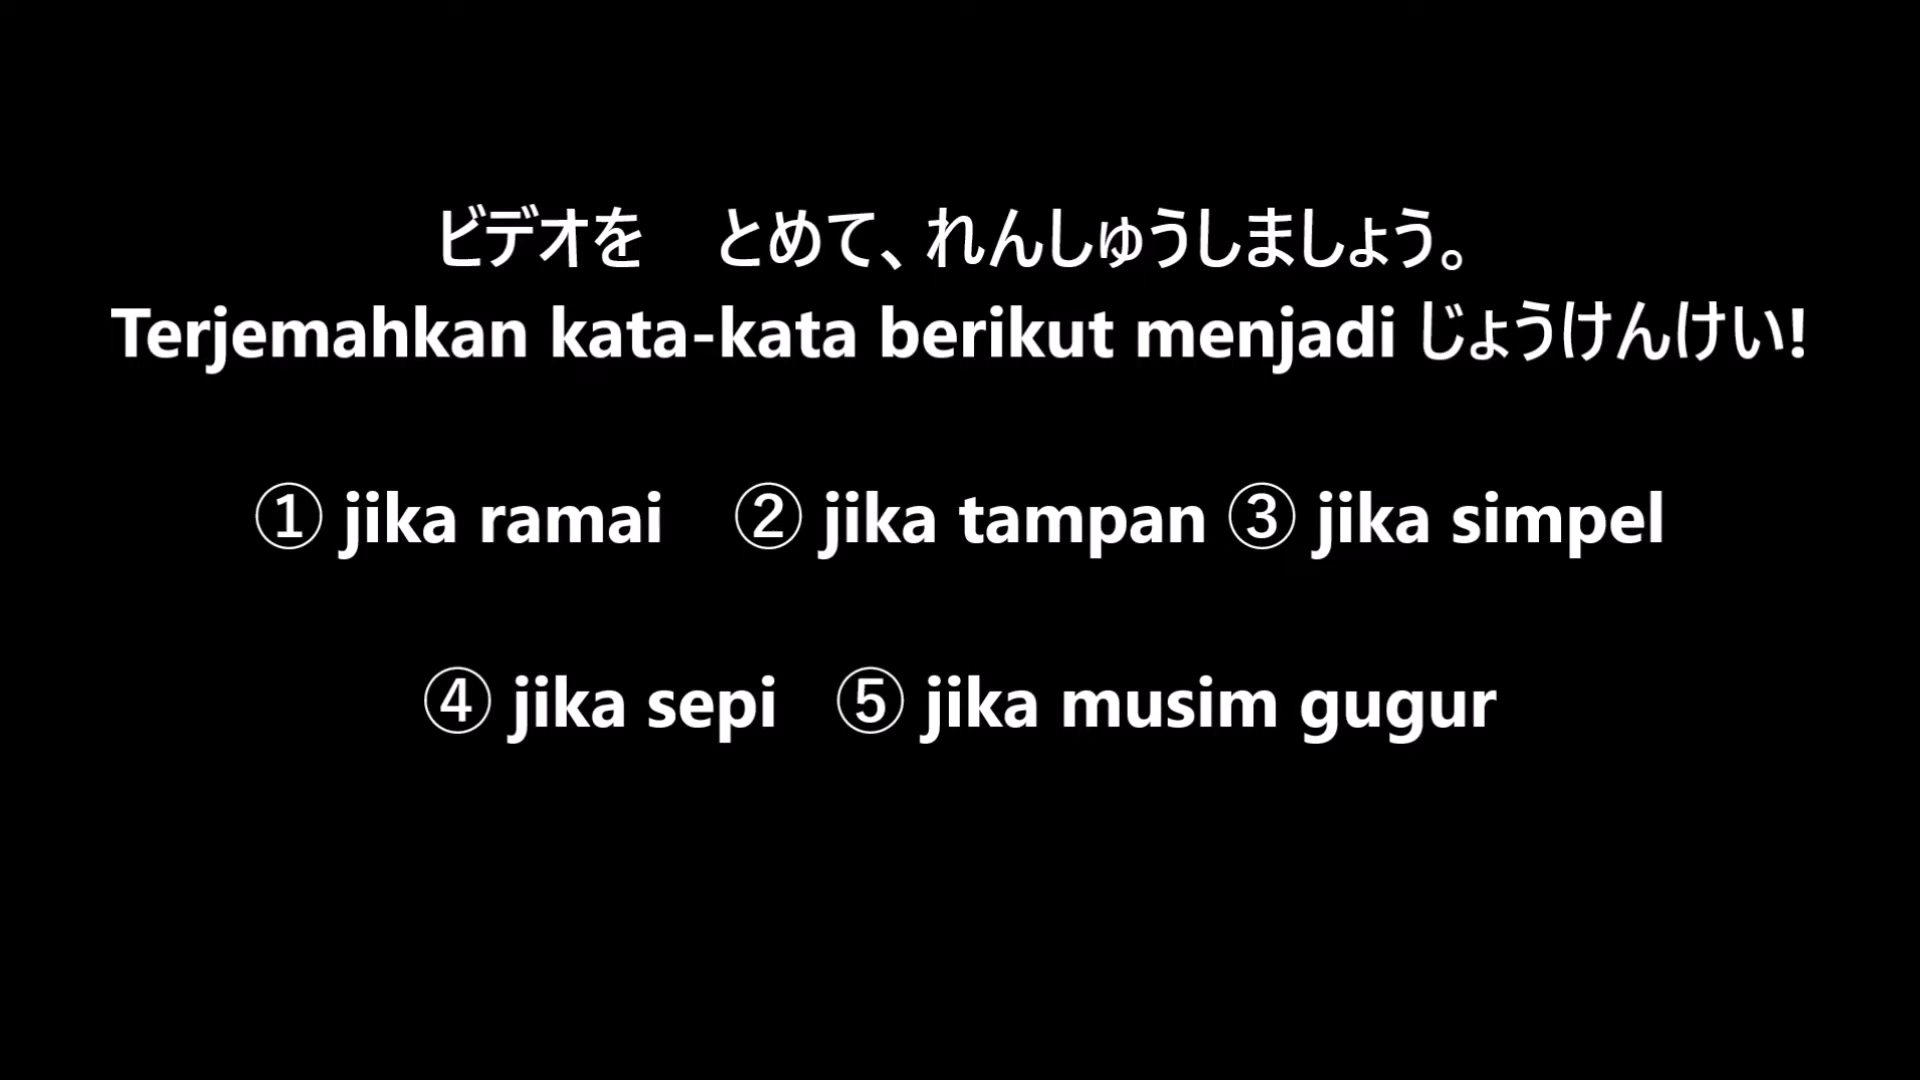 ビデオを　とめて、れんしゅうしましょう。
Terjemahkan kata-kata berikut menjadi じょうけんけい!
① jika ramai ② jika tampan ③ jika simpel
④ jika sepi ⑤ jika musim gugur